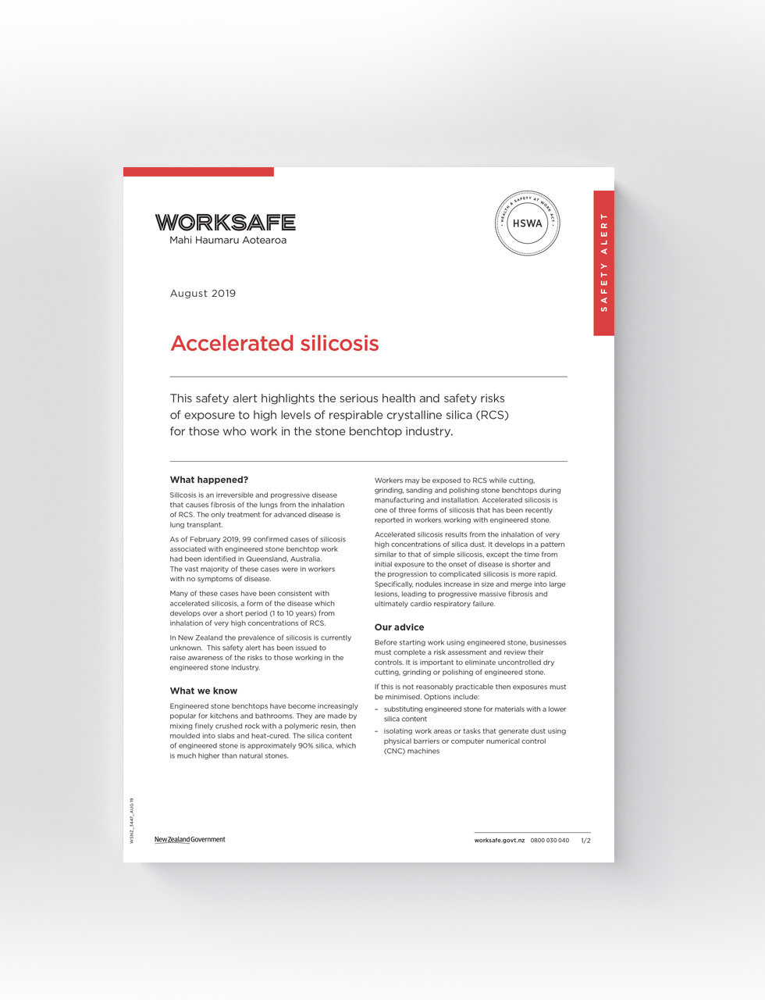 WORKSAFE
Mahi Haumaru Aotearoa
• HEALTH & SAFETY AT WORK ACT •
HSWA
SAFETY ALERT
August 2019
Accelerated silicosis
This safety alert highlights the serious health and safety risks
of exposure to high levels of respirable crystalline silica (RCS)
for those who work in the stone benchtop industry.
What happened?
Silicosis is an irreversible and progressive disease
that causes fibrosis of the lungs from the inhalation
of RCS. The only treatment for advanced disease is
lung transplant.
As of February 2019, 99 confirmed cases of silicosis
associated with engineered stone benchtop work
had been identified in Queensland, Australia.
The vast majority of these cases were in workers
with no symptoms of disease.
Many of these cases have been consistent with
accelerated silicosis, a form of the disease which
develops over a short period (1 to 10 years) from
inhalation of very high concentrations of RCS.
In New Zealand the prevalence of silicosis is currently
unknown.  This safety alert has been issued to
raise awareness of the risks to those working in the
engineered stone industry.
What we know
Engineered stone benchtops have become increasingly
popular for kitchens and bathrooms. They are made by
mixing finely crushed rock with a polymeric resin, then
moulded into slabs and heat-cured. The silica content
of engineered stone is approximately 90% silica, which
is much higher than natural stones.
Workers may be exposed to RCS while cutting,
grinding, sanding and polishing stone benchtops during
manufacturing and installation. Accelerated silicosis is
one of three forms of silicosis that has been recently
reported in workers working with engineered stone.
Accelerated silicosis results from the inhalation of very
high concentrations of silica dust. It develops in a pattern
similar to that of simple silicosis, except the time from
initial exposure to the onset of disease is shorter and
the progression to complicated silicosis is more rapid.
Specifically, nodules increase in size and merge into large
lesions, leading to progressive massive fibrosis and
ultimately cardio respiratory failure.
Our advice
Before starting work using engineered stone, businesses
must complete a risk assessment and review their
controls. It is important to eliminate uncontrolled dry
cutting, grinding or polishing of engineered stone.
If this is not reasonably practicable then exposures must
be minimised. Options include:
– substituting engineered stone for materials with a lower
silica content
– isolating work areas or tasks that generate dust using
physical barriers or computer numerical control
(CNC) machines
WSNZ_3447_AUG 19
New Zealand Government
worksafe.govt.nz 0800 030 040 1/2